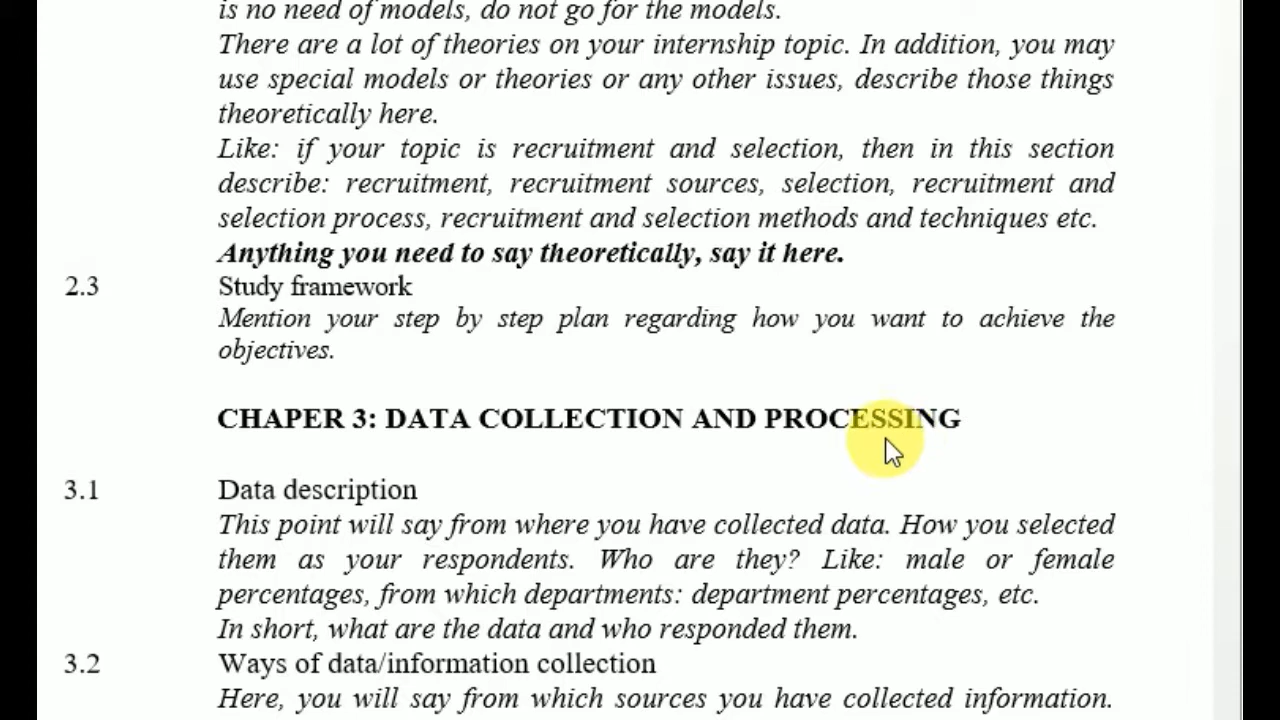 is no need of models, do not go for the models.
There are a lot of theories on your internship topic. In addition, you may
use special models or theories or any other issues, describe those things
theoretically here.
Like: if your topic is recruitment and selection, then in this section
describe: recruitment, recruitment sources, selection, recruitment and
selection process, recruitment and selection methods and techniques etc.
Anything you need to say theoretically, say it here.
2.3 Study framework
Mention your step by step plan regarding how you want to achieve the
objectives.
CHAPER 3: DATA COLLECTION AND PROCESSING
3.1 Data description
This point will say from where you have collected data. How you selected
them as your respondents. Who are they? Like: male or female
percentages, from which departments: department percentages, etc.
In short, what are the data and who responded them.
3.2 Ways of data/information collection
Here, you will say from which sources you have collected information.